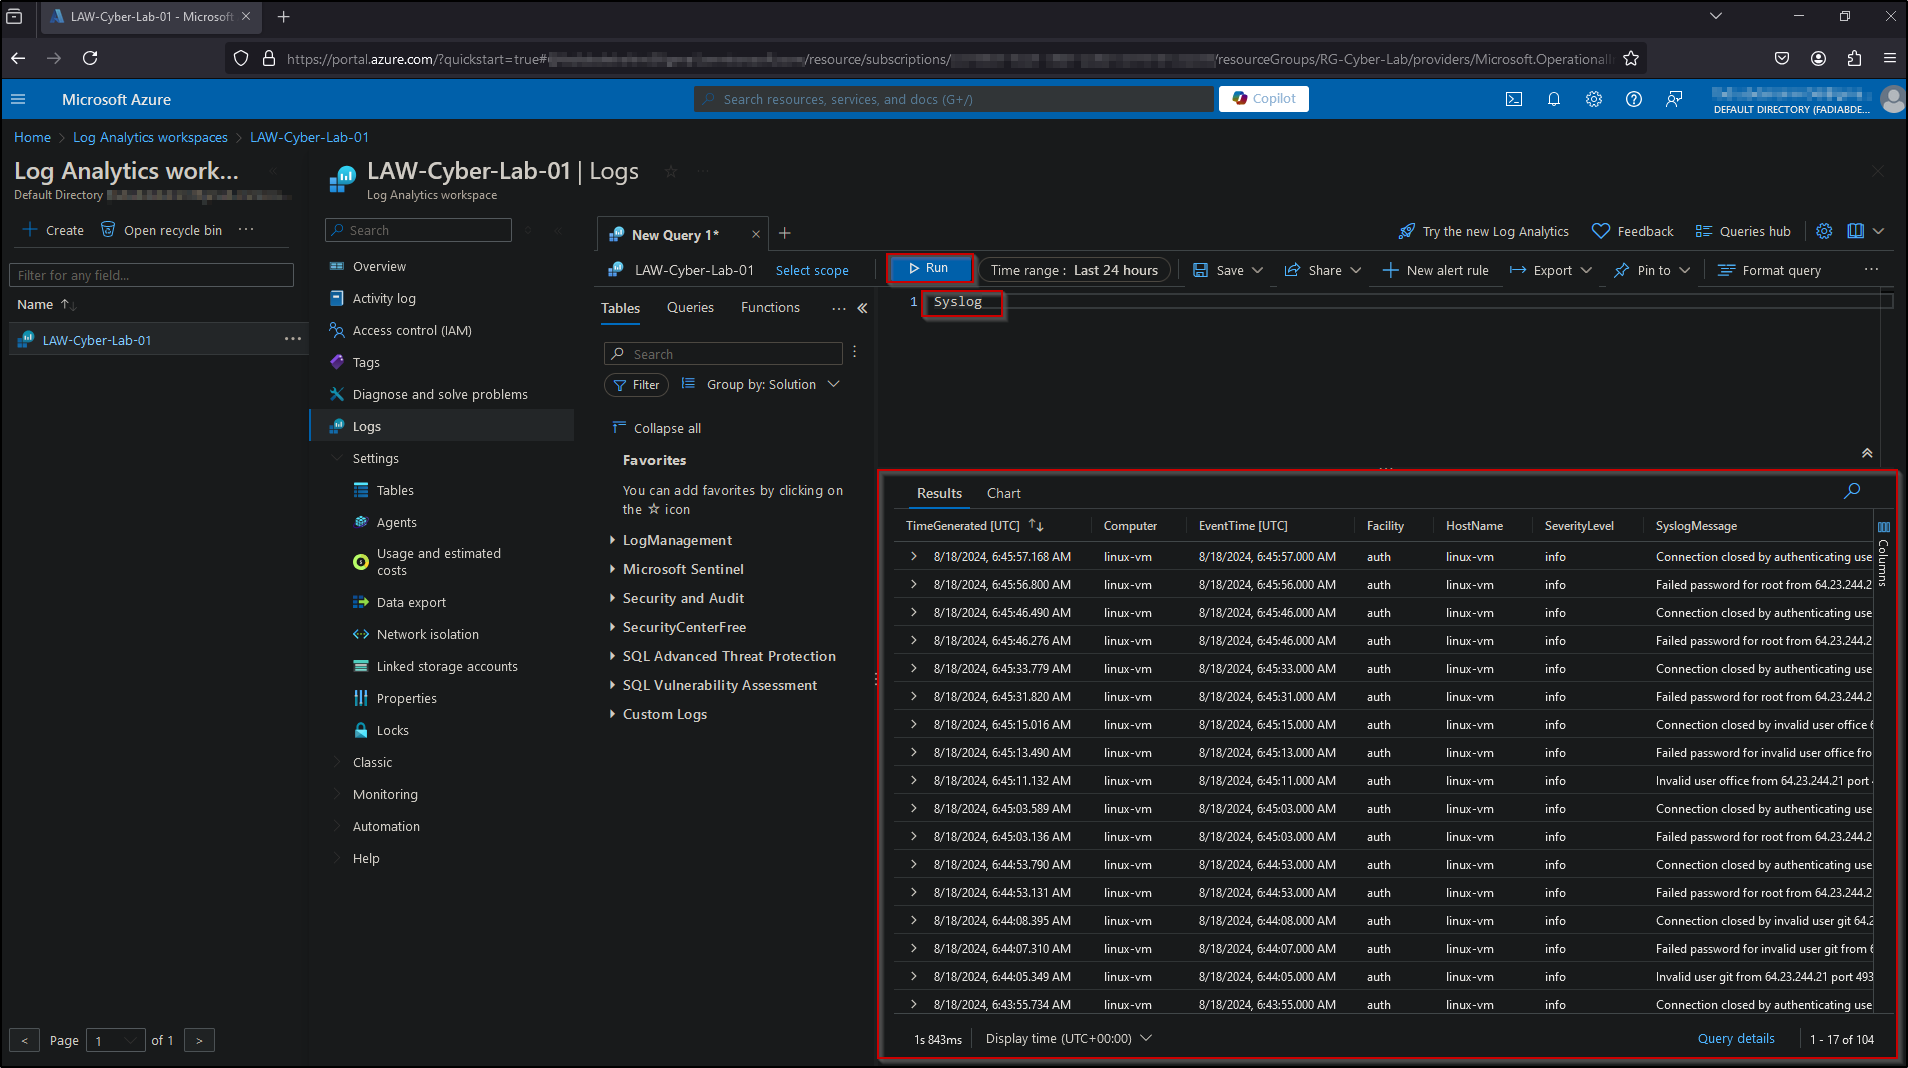 LAW-Cyber-Lab-01 - Microsoft
https://portal.azure.com/?quickstart=true# /resource/subscriptions/ /resourceGroups/RG-Cyber-Lab/providers/Microsoft.OperationalI
Microsoft Azure
Search resources, services, and docs (G+/)
Copilot
DEFAULT DIRECTORY (FADIABDE...
Home > Log Analytics workspaces > LAW-Cyber-Lab-01
Log Analytics work...
Default Directory
Create
Open recycle bin
Filter for any field...
Name
LAW-Cyber-Lab-01
LAW-Cyber-Lab-01 | Logs
Log Analytics workspace
Search
Overview
Activity log
Access control (IAM)
Tags
Diagnose and solve problems
Logs
Settings
Tables
Agents
Usage and estimated
costs
Data export
Network isolation
Linked storage accounts
Properties
Locks
Classic
Monitoring
Automation
Help
New Query 1*
Try the new Log Analytics
Feedback
Queries hub
LAW-Cyber-Lab-01
Select scope
Run
Time range : Last 24 hours
Save
Share
New alert rule
Export
Pin to
Format query
Tables
Queries
Functions
Search
Filter
Group by: Solution
Collapse all
Favorites
You can add favorites by clicking on
the ☆ icon
LogManagement
Microsoft Sentinel
Security and Audit
SecurityCenterFree
SQL Advanced Threat Protection
SQL Vulnerability Assessment
Custom Logs
1 Syslog
Results
Chart
TimeGenerated [UTC] Computer EventTime [UTC] Facility HostName SeverityLevel SyslogMessage
8/18/2024, 6:45:57.168 AM linux-vm 8/18/2024, 6:45:57.000 AM auth linux-vm info Connection closed by authenticating use
8/18/2024, 6:45:56.800 AM linux-vm 8/18/2024, 6:45:56.000 AM auth linux-vm info Failed password for root from 64.23.244.2
8/18/2024, 6:45:46.490 AM linux-vm 8/18/2024, 6:45:46.000 AM auth linux-vm info Connection closed by authenticating use
8/18/2024, 6:45:46.276 AM linux-vm 8/18/2024, 6:45:46.000 AM auth linux-vm info Failed password for root from 64.23.244.2
8/18/2024, 6:45:33.779 AM linux-vm 8/18/2024, 6:45:33.000 AM auth linux-vm info Connection closed by authenticating use
8/18/2024, 6:45:31.820 AM linux-vm 8/18/2024, 6:45:31.000 AM auth linux-vm info Failed password for root from 64.23.244.2
8/18/2024, 6:45:15.016 AM linux-vm 8/18/2024, 6:45:15.000 AM auth linux-vm info Connection closed by invalid user office 6
8/18/2024, 6:45:13.490 AM linux-vm 8/18/2024, 6:45:13.000 AM auth linux-vm info Failed password for invalid user office fro
8/18/2024, 6:45:11.132 AM linux-vm 8/18/2024, 6:45:11.000 AM auth linux-vm info Invalid user office from 64.23.244.21 port
8/18/2024, 6:45:03.589 AM linux-vm 8/18/2024, 6:45:03.000 AM auth linux-vm info Connection closed by authenticating use
8/18/2024, 6:45:03.136 AM linux-vm 8/18/2024, 6:45:03.000 AM auth linux-vm info Failed password for root from 64.23.244.2
8/18/2024, 6:44:53.790 AM linux-vm 8/18/2024, 6:44:53.000 AM auth linux-vm info Connection closed by authenticating use
8/18/2024, 6:44:53.131 AM linux-vm 8/18/2024, 6:44:53.000 AM auth linux-vm info Failed password for root from 64.23.244.2
8/18/2024, 6:44:08.395 AM linux-vm 8/18/2024, 6:44:08.000 AM auth linux-vm info Connection closed by invalid user git 64.2
8/18/2024, 6:44:07.310 AM linux-vm 8/18/2024, 6:44:07.000 AM auth linux-vm info Failed password for invalid user git from 6
8/18/2024, 6:44:05.349 AM linux-vm 8/18/2024, 6:44:05.000 AM auth linux-vm info Invalid user git from 64.23.244.21 port 493
8/18/2024, 6:43:55.734 AM linux-vm 8/18/2024, 6:43:55.000 AM auth linux-vm info Connection closed by authenticating use
Columns
1s 843ms
Display time (UTC+00:00)
Query details
1 - 17 of 104
< Page 1 of 1 >